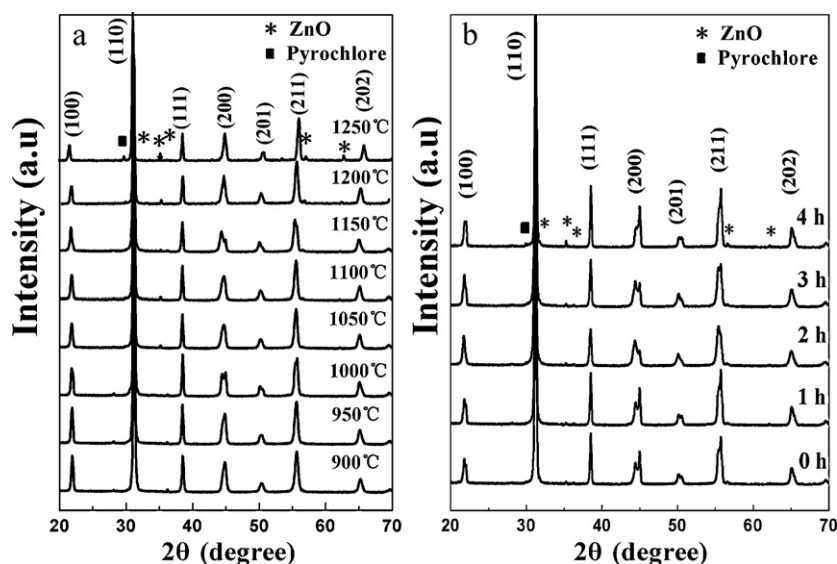 a
(110)
* ZnO
■ Pyrochlore
(100)
(111)
(200)
(201)
(211)
(202)
* * *
*
*
■
1250℃
1200℃
1150℃
1100℃
1050℃
1000℃
950℃
900℃
Intensity (a.u)
20 30 40 50 60 70
2θ (degree)
b
(110)
* ZnO
■ Pyrochlore
(100)
(111)
(200)
(201)
(211)
(202)
■ * * *
* *
4 h
3 h
2 h
1 h
0 h
Intensity (a.u)
20 30 40 50 60 70
2θ (degree)